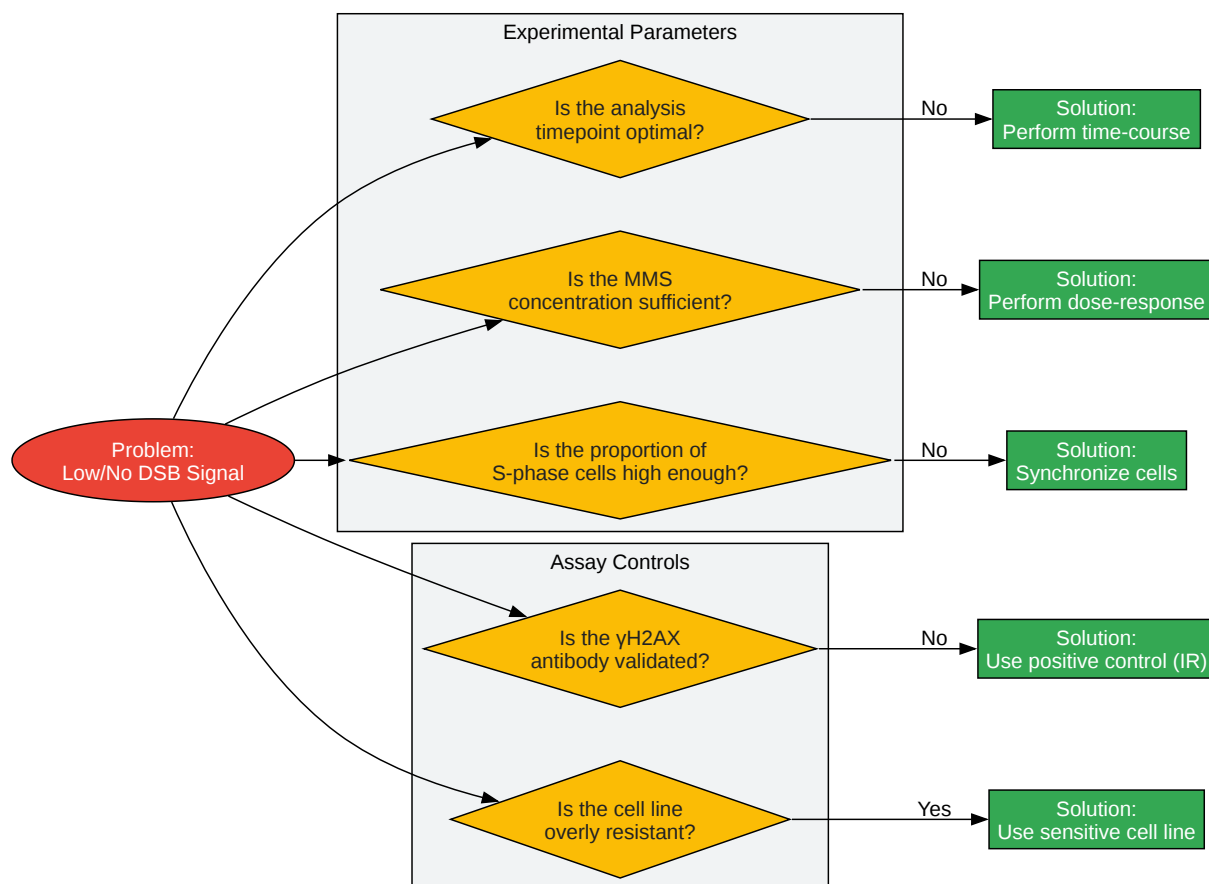 Experimental Parameters
Is the analysis
timepoint optimal?
No
Solution:
Perform time-course
Is the MMS
concentration sufficient?
No
Solution:
Perform dose-response
Problem:
Low/No DSB Signal
Is the proportion of
S-phase cells high enough?
No
Solution:
Synchronize cells
Assay Controls
Is the γH2AX
antibody validated?
No
Solution:
Use positive control (IR)
Is the cell line
overly resistant?
Yes
Solution:
Use sensitive cell line